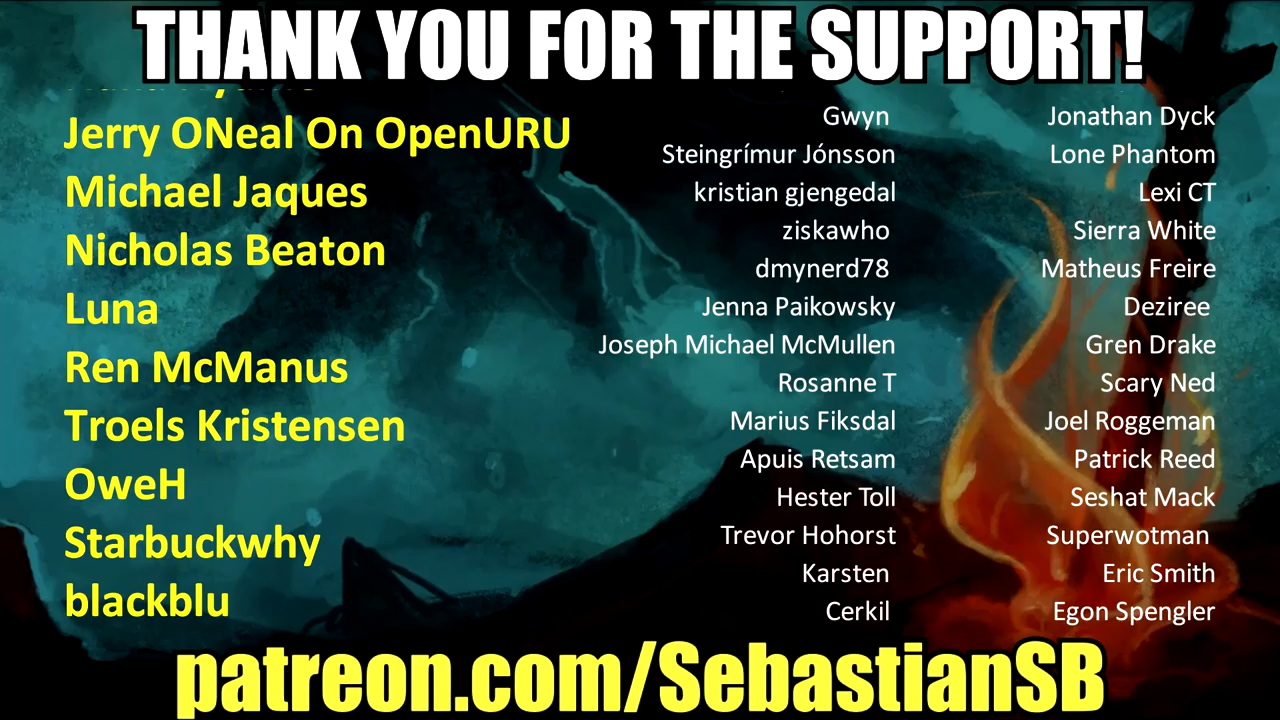 THANK YOU FOR THE SUPPORT!
Jerry ONeal On OpenURU
Michael Jaques
Nicholas Beaton
Luna
Ren McManus
Troels Kristensen
OweH
Starbuckwhy
blackblu
Gwyn
Steingrímur Jónsson
kristian gjengedal
ziskawho
dmynerd78
Jenna Paikowsky
Joseph Michael McMullen
Rosanne T
Marius Fiksdal
Apuis Retsam
Hester Toll
Trevor Hohorst
Karsten
Cerkil
Jonathan Dyck
Lone Phantom
Lexi CT
Sierra White
Matheus Freire
Deziree
Gren Drake
Scary Ned
Joel Roggeman
Patrick Reed
Seshat Mack
Superwotman
Eric Smith
Egon Spengler
patreon.com/SebastianSB